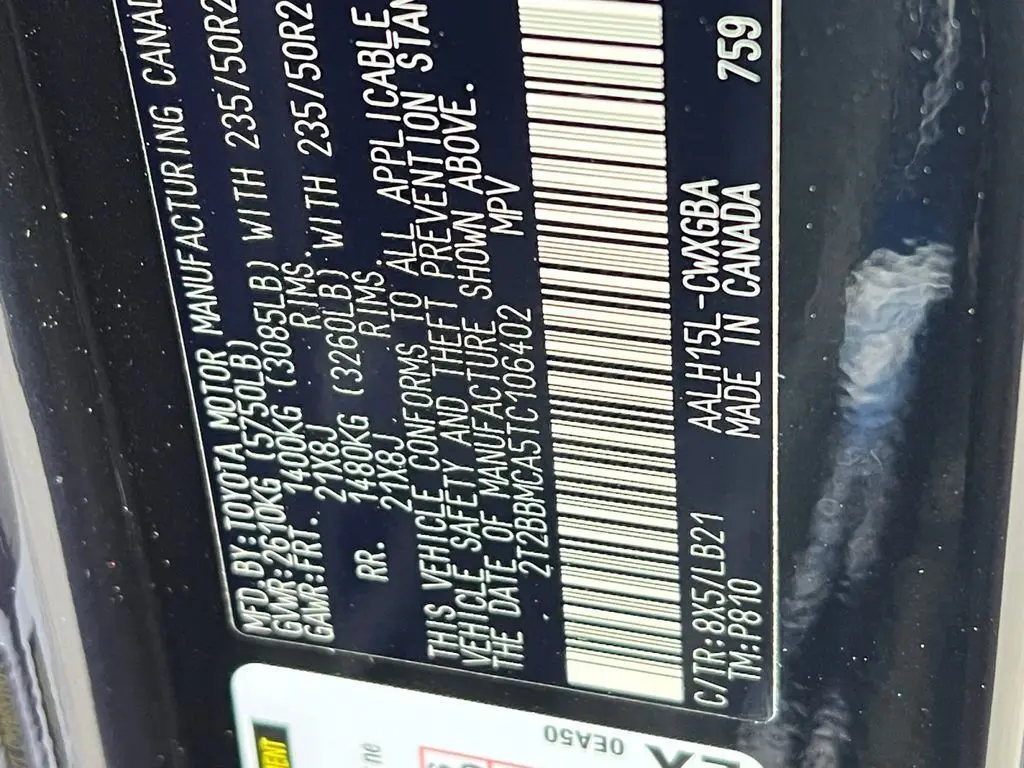 MFD. BY: TOYOTA MOTOR MANUFACTURING CANAD
GVWR: 2610KG (5750LB)
GAWR: FRT. 1400KG (3085LB) WITH 235/50R2
21X8J RIMS.
RR. 1480KG (3260LB) WITH 235/50R2
21X8J RIMS
THIS VEHICLE CONFORMS TO ALL APPLICABLE
VEHICLE SAFETY AND THEFT PREVENTION STAN
THE DATE OF MANUFACTURE SHOWN ABOVE.
2T2BBMCA5TC106402 MPV
C/TR: 8X5/LB21 AALH15L-CWXGBA 759
TM: P810 MADE IN CANADA
0EA50